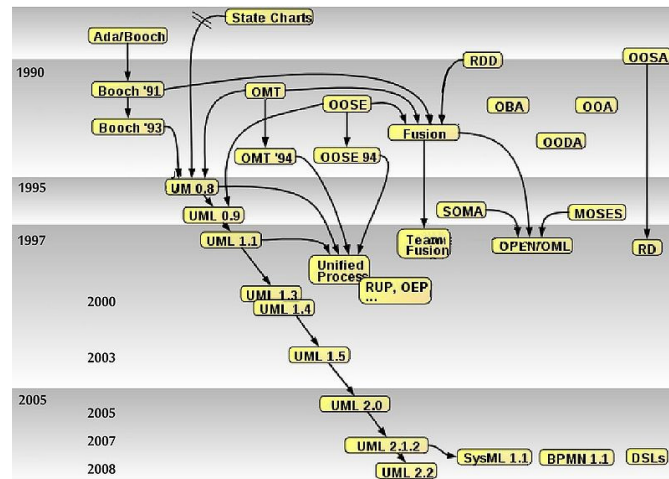 State Charts
Ada/Booch
OOSA
1990
RDD
Booch '91
OMT
OOSE
OBA
OOA
Booch '93
Fusion
OODA
OMT '94
OOSE 94
1995
UM 0,8
UML 0.9
SOMA
MOSES
1997
UML 1.1
Team
Fusion
OPEN/OML
RD
Unified
Process
RUP, OEP
...
UML 1.3
2000
UML 1.4
2003
UML 1.5
2005
UML 2.0
2005
2007
UML 2.1.2
SysML 1.1
BPMN 1.1
DSLs
2008
UML 2.2